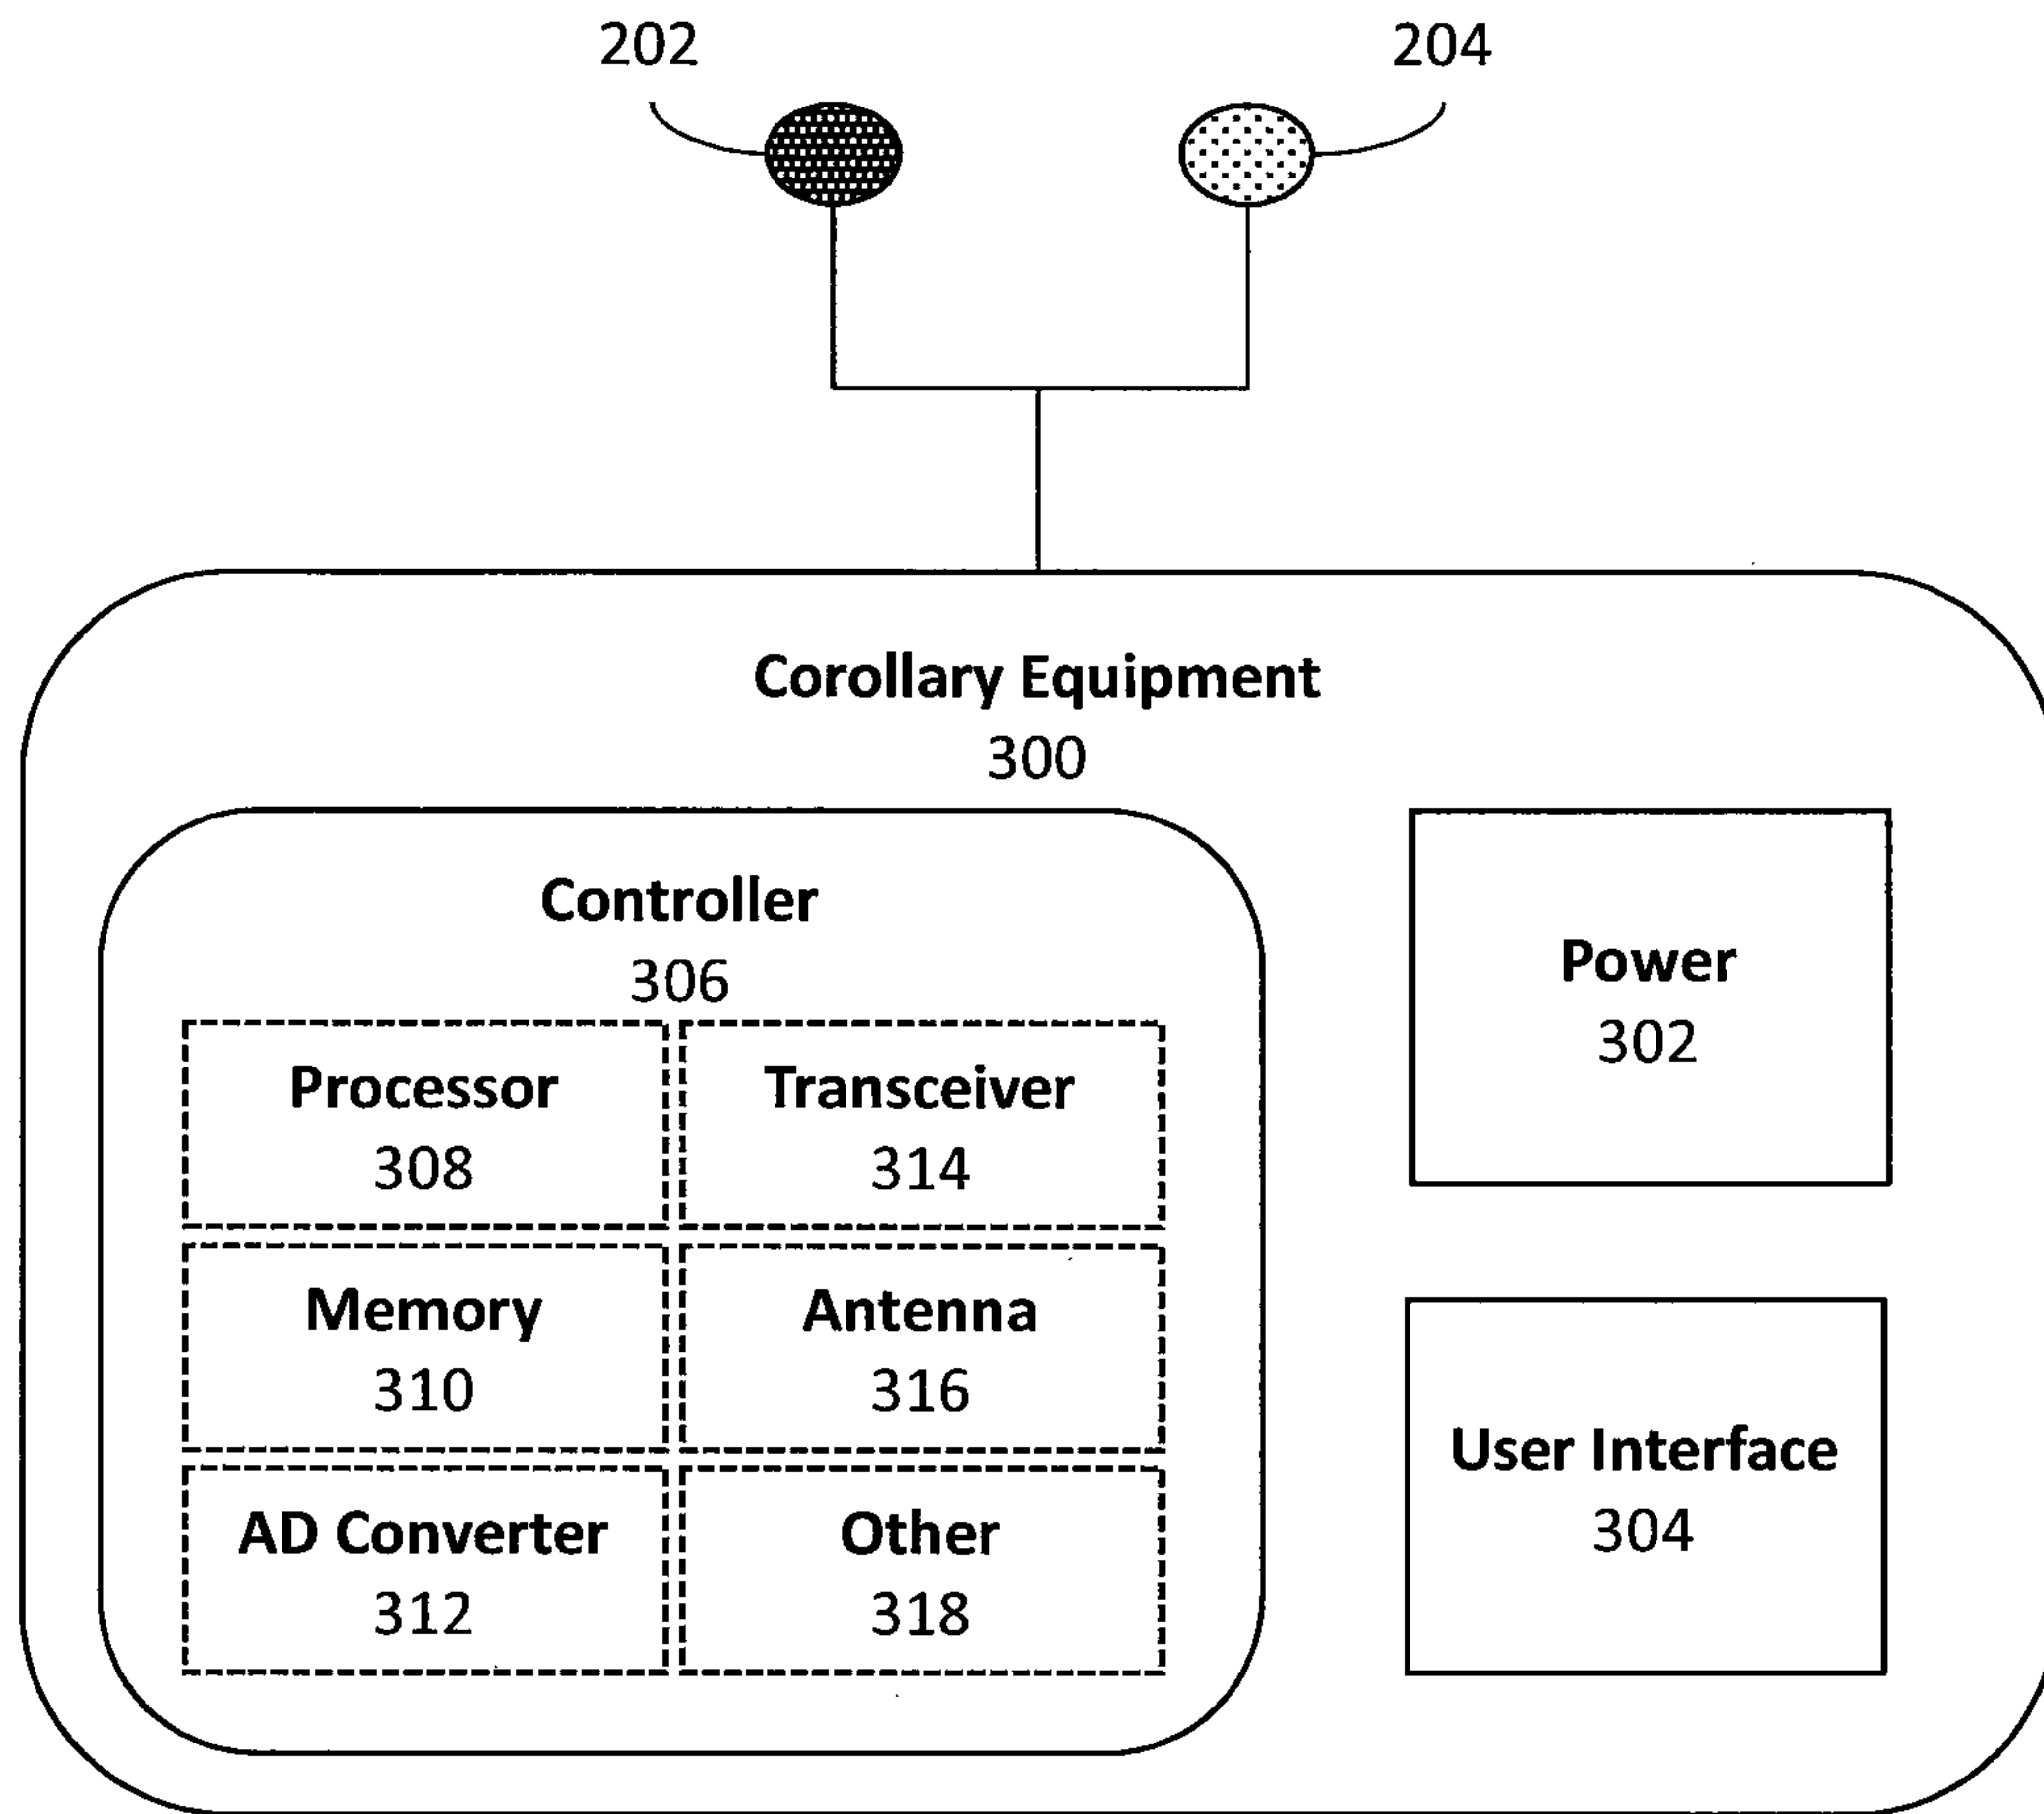 202
204
Corollary Equipment
300
Controller
306
Processor
308
Transceiver
314
Memory
310
Antenna
316
AD Converter
312
Other
318
Power
302
User Interface
304